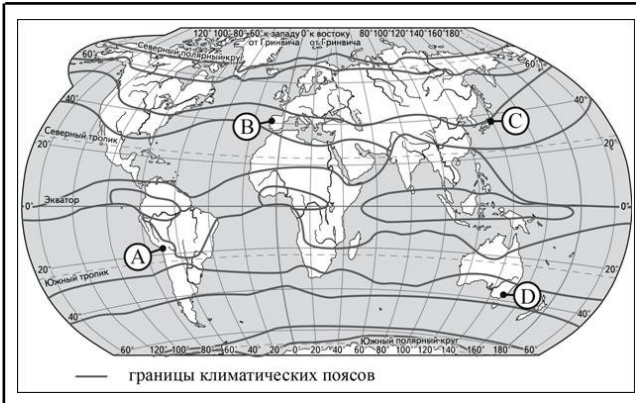 120°100°80°60°к западу 0°к востоку 80°100°120°140°160°180°
от Гринвича от Гринвича
Северный полярный круг
60°
60°
40°
40°
B
C
Северный тропик
20°
20°
Экватор
0°
0°
A
20°
20°
Южный тропик
D
40°
40°
Южный полярный круг
60° 120°100°80°60°40°20° 0° 20°40°60°80°100°120°140° 180° 60°
границы климатических поясов